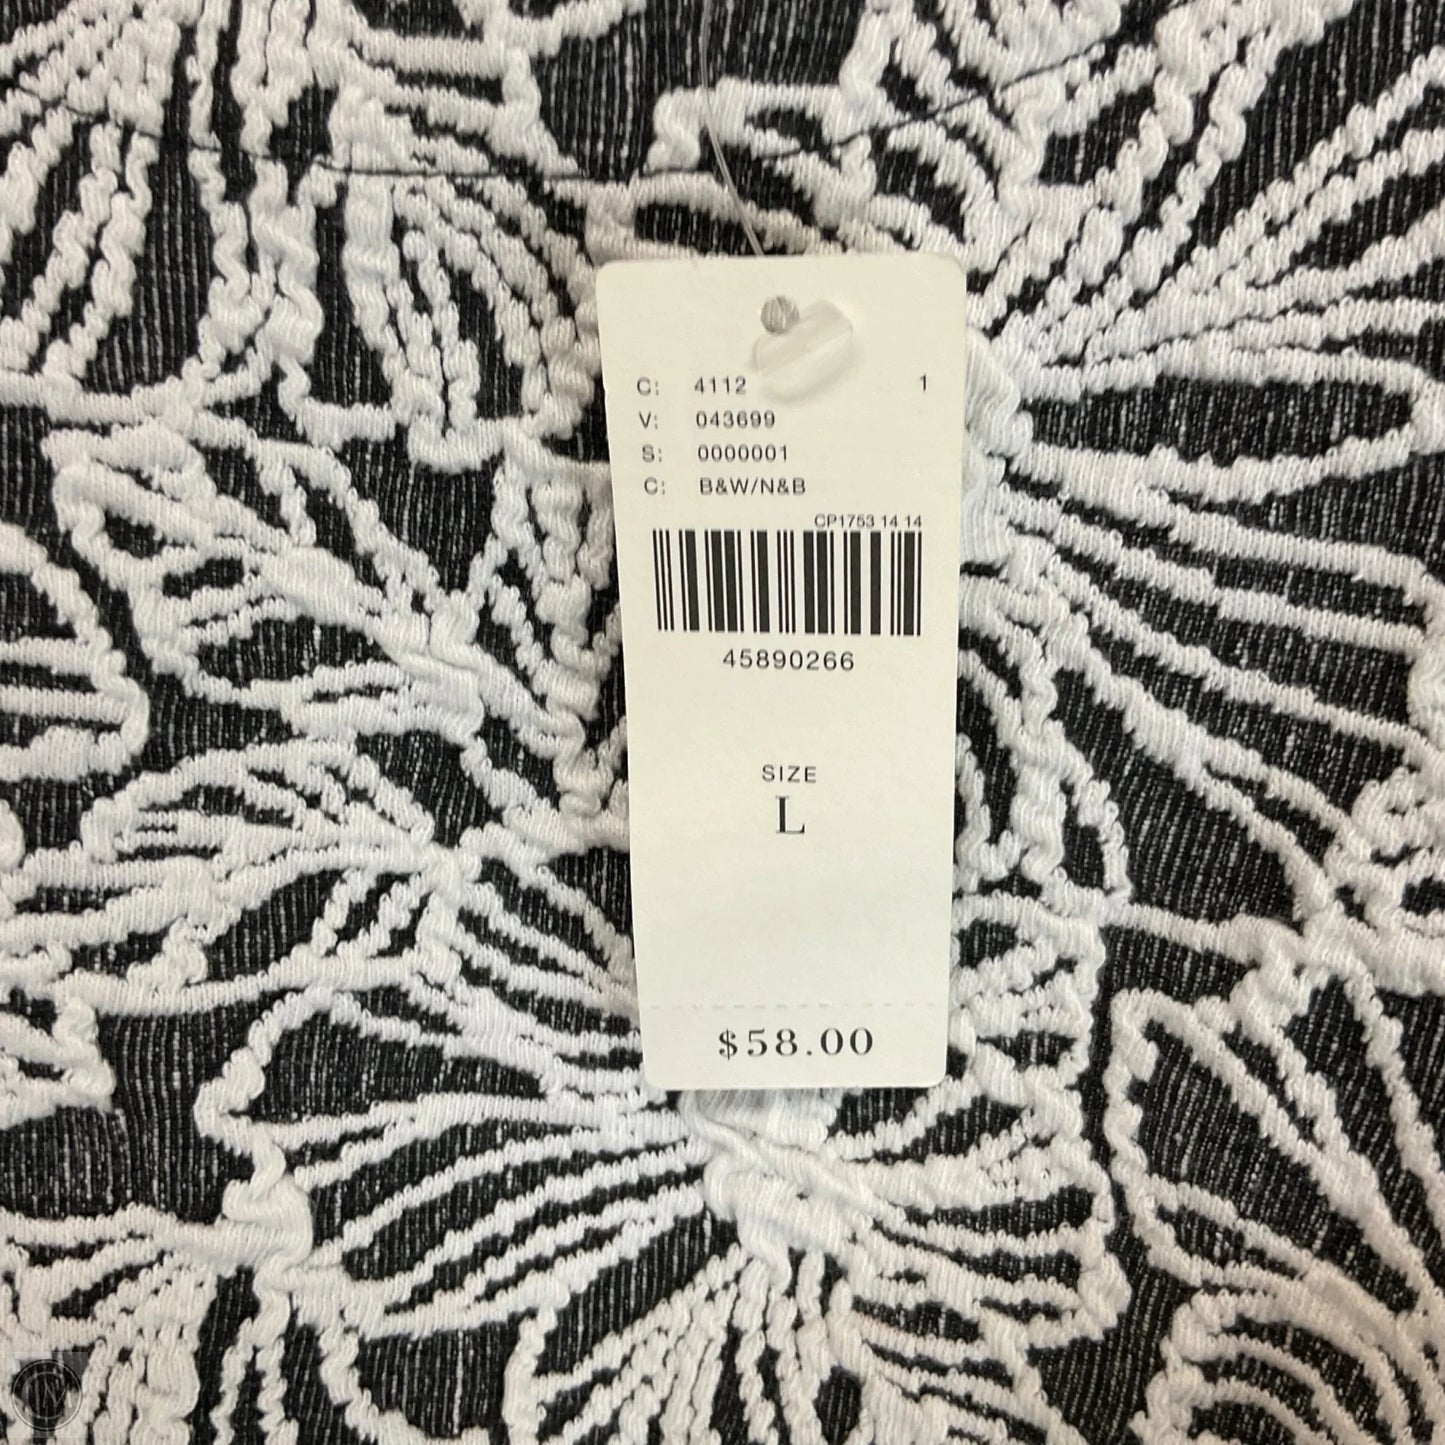 C: 4112 1
V: 043699
S: 0000001
C: B&W/N&B
CP1753 14 14
45890266
SIZE
L
$58.00